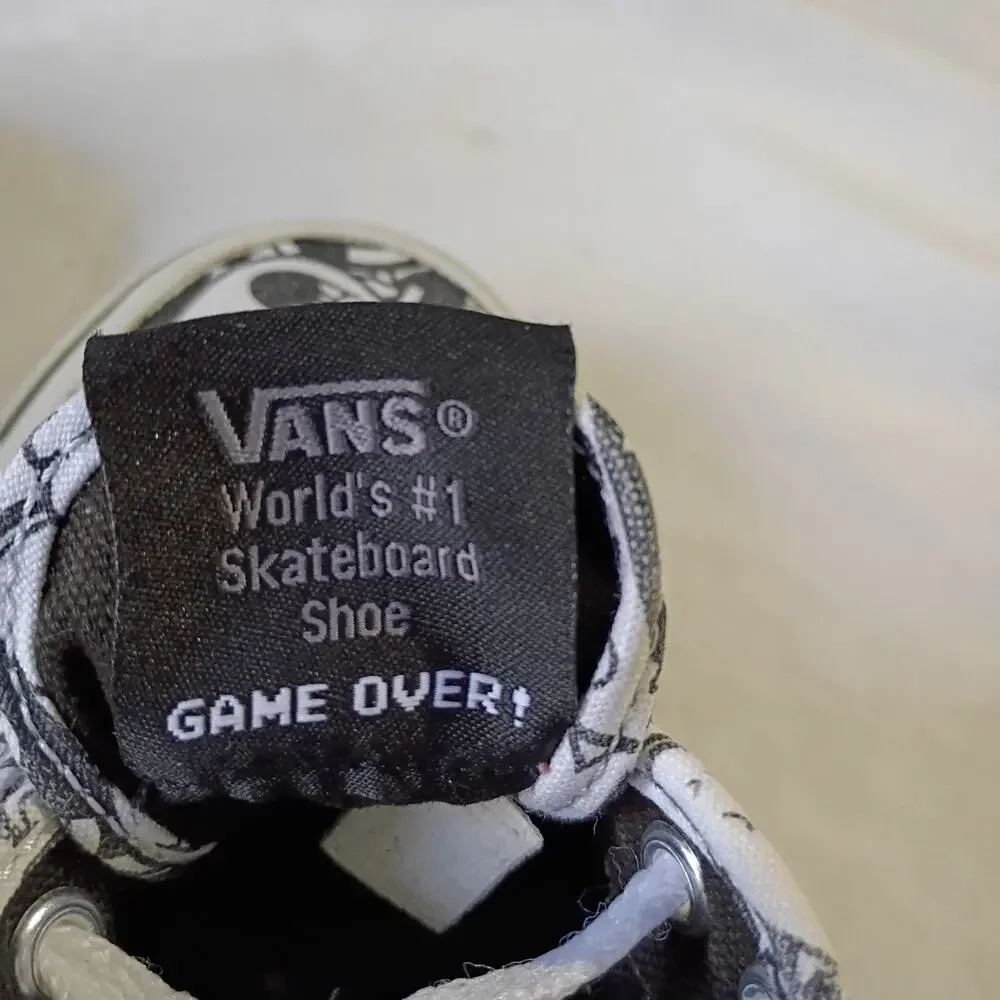 VANS®
World's #1
Skateboard
Shoe
GAME OVER!